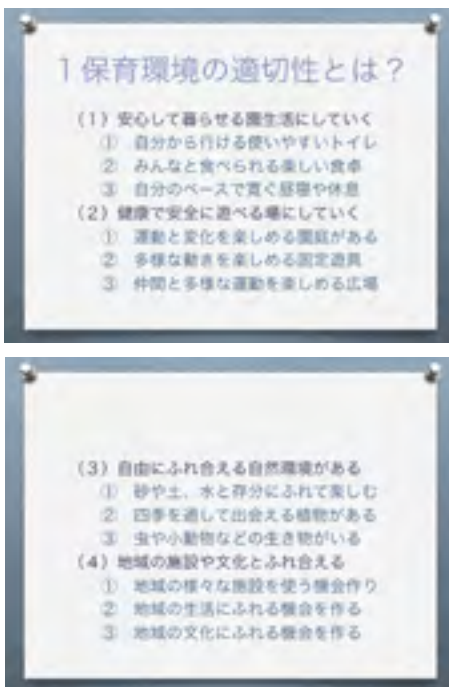 1 保育環境の適切性とは?
(1) 安心して暮らせる園生活にしていく
① 自分から行ける使いやすいトイレ
② みんなと食べられる楽しい食卓
③ 自分のペースで寛ぐ昼寝や休息
(2) 健康で安全に遊べる場にしていく
① 運動と変化を楽しめる園庭がある
② 多様な動きを楽しめる固定遊具
③ 仲間と多様な運動を楽しめる広場
(3) 自由にふれ合える自然環境がある
① 砂や土、水と存分にふれて楽しむ
② 四季を通して出会える植物がある
③ 虫や小動物などの生き物がいる
(4) 地域の施設や文化とふれ合える
① 地域の様々な施設を使う機会作り
② 地域の生活にふれる機会を作る
③ 地域の文化にふれる機会を作る